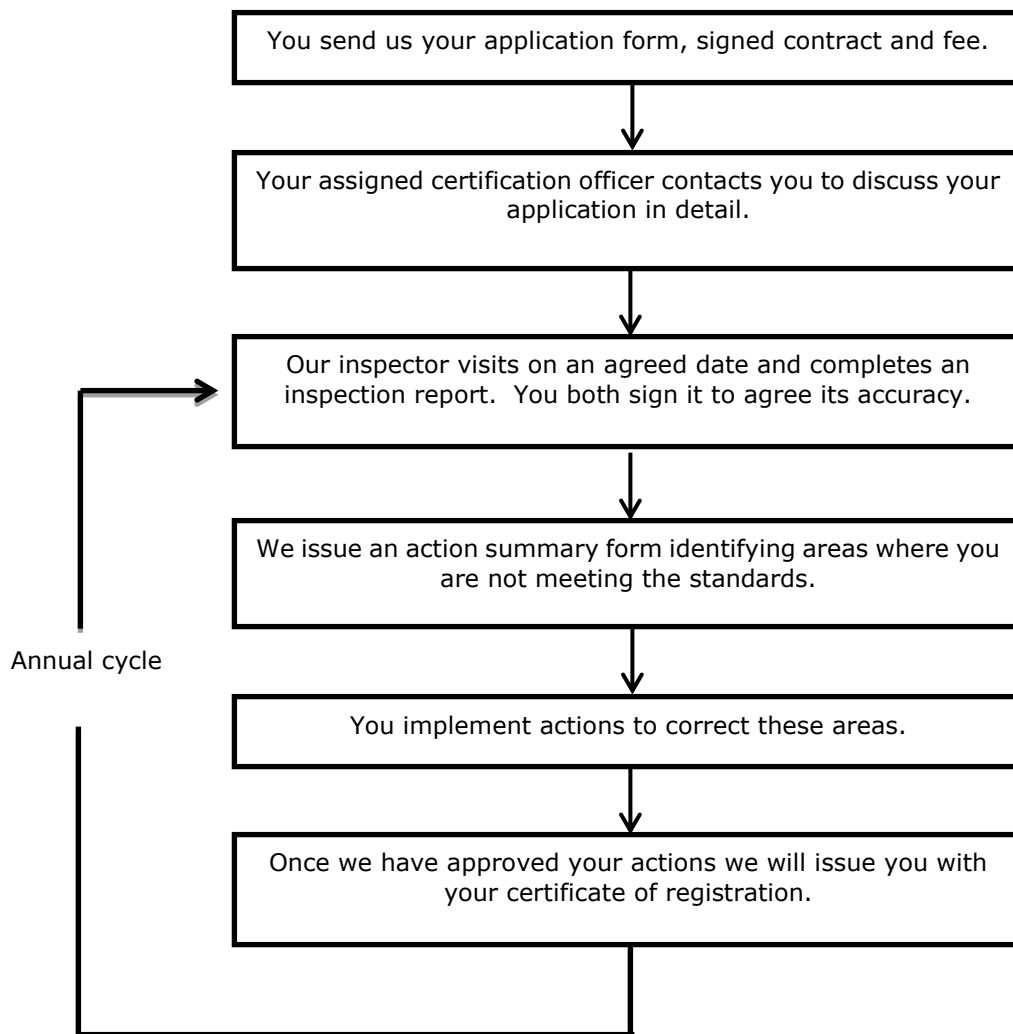 You send us your application form, signed contract and fee.
Your assigned certification officer contacts you to discuss your
application in detail.
Our inspector visits on an agreed date and completes an
inspection report.  You both sign it to agree its accuracy.
We issue an action summary form identifying areas where you
are not meeting the standards.
Annual cycle
You implement actions to correct these areas.
Once we have approved your actions we will issue you with
your certificate of registration.